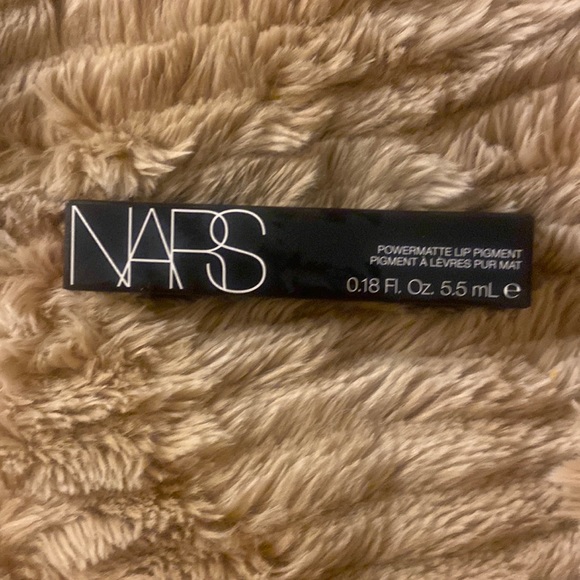 NARS
POWERMATTE LIP PIGMENT
PIGMENT À LÈVRES PUR MAT
0.18 Fl. Oz. 5.5 mL ℮